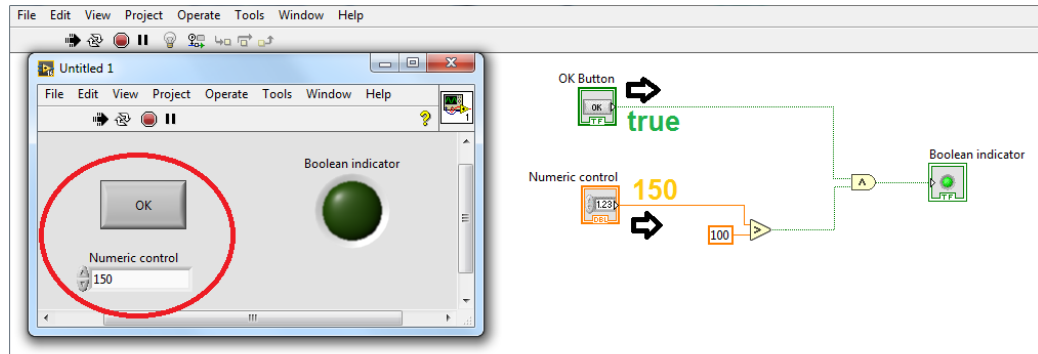 File Edit View Project Operate Tools Window Help
Untitled 1
File Edit View Project Operate Tools Window Help
1
OK
Boolean indicator
Numeric control
150
OK Button
OK
TF
true
Numeric control
150
1.23
DBL
100
>
Boolean indicator
TF